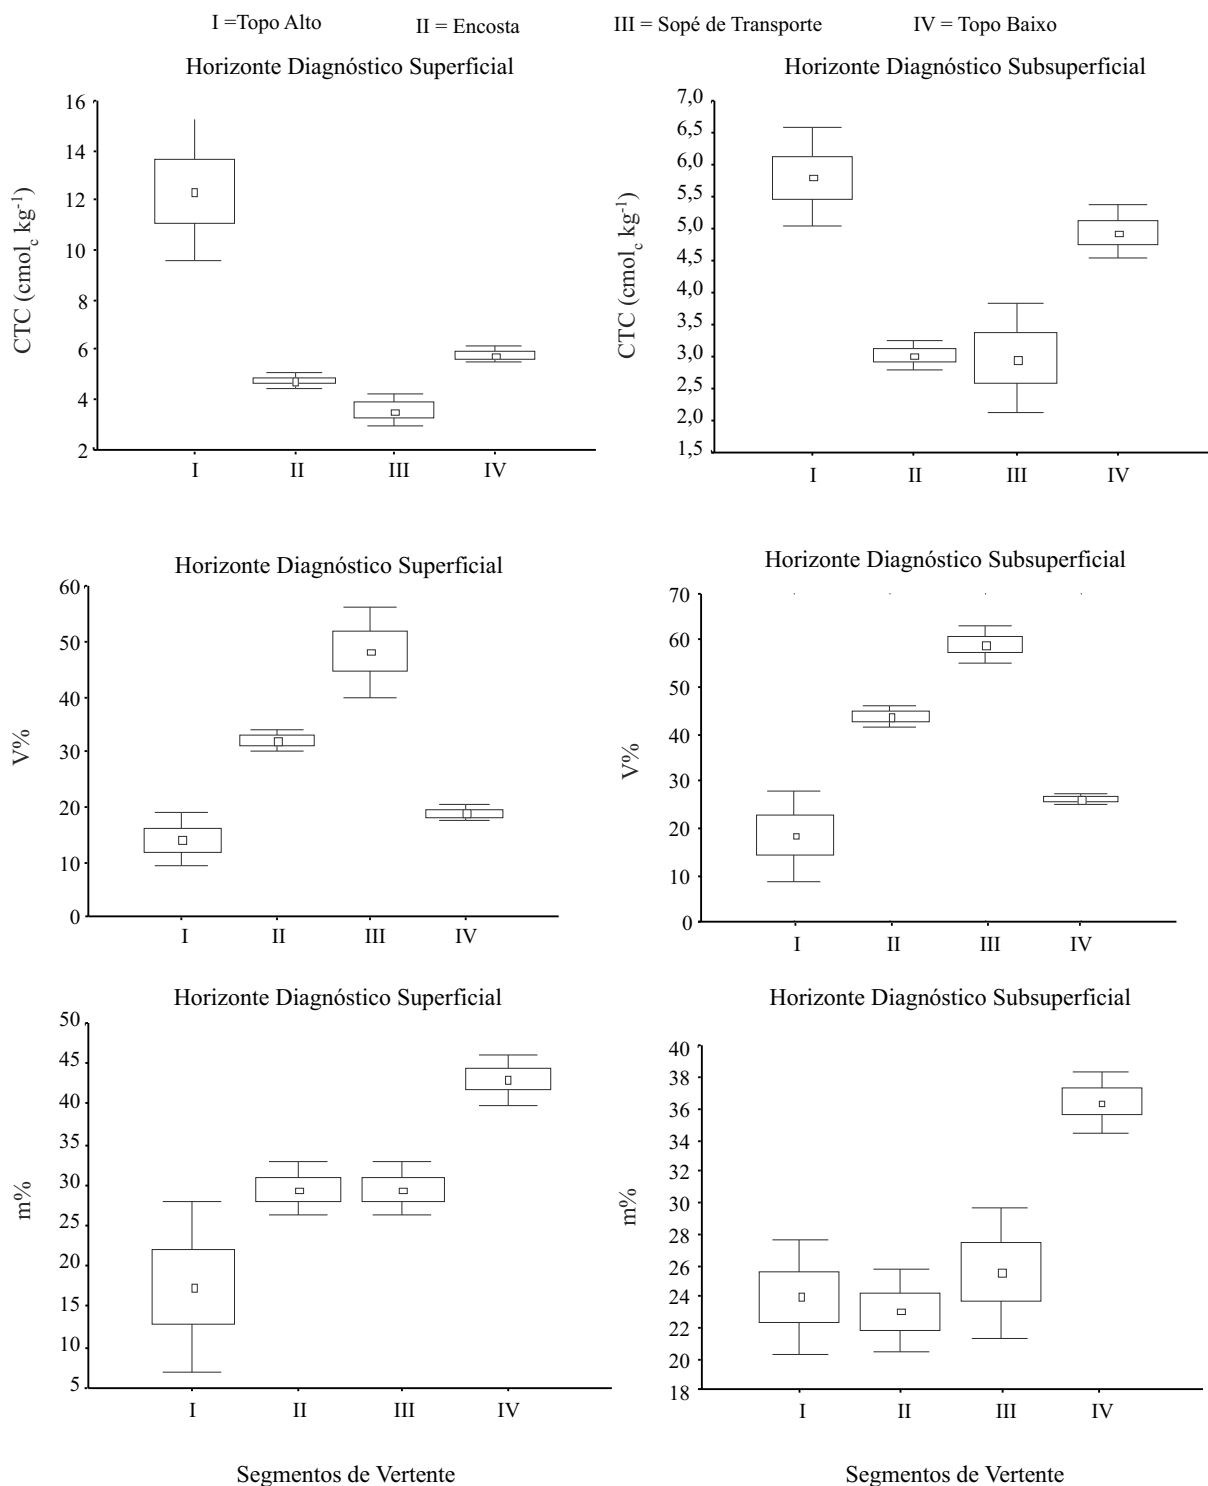 I =Topo Alto
II = Encosta
III = Sopé de Transporte
IV = Topo Baixo
Horizonte Diagnóstico Superficial
CTC (cmolc kg-1)
16
14
12
10
8
6
4
2
I II III IV
Horizonte Diagnóstico Subsuperficial
CTC (cmolc kg-1)
7,0
6,5
6,0
5,5
5,0
4,5
4,0
3,5
3,0
2,5
2,0
1,5
I II III IV
Horizonte Diagnóstico Superficial
V%
60
50
40
30
20
10
0
I II III IV
Horizonte Diagnóstico Subsuperficial
V%
70
60
50
40
30
20
10
0
I II III IV
Horizonte Diagnóstico Superficial
m%
50
45
40
35
30
25
20
15
10
5
I II III IV
Segmentos de Vertente
Horizonte Diagnóstico Subsuperficial
m%
40
38
36
34
32
30
28
26
24
22
20
18
I II III IV
Segmentos de Vertente